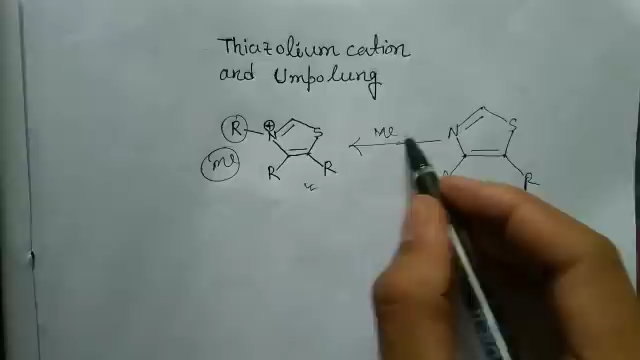 Thiazolium cation
and Umpolung
R N ⊕ S Me N S
Me
R R R